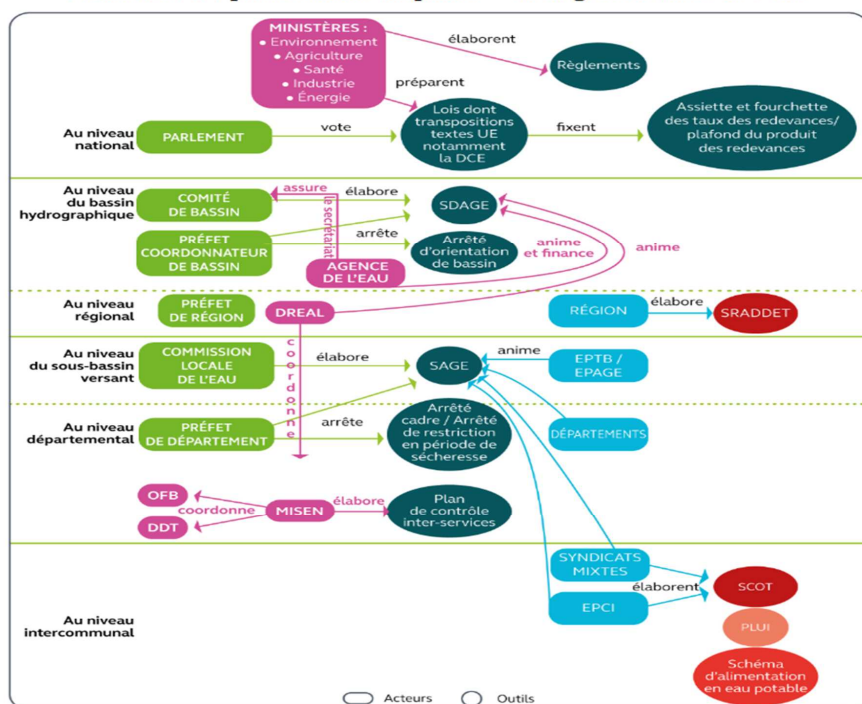 MINISTÈRES :
• Environnement
• Agriculture
• Santé
• Industrie
• Énergie
élaborent
Règlements
préparent
Au niveau
national
PARLEMENT
vote
Lois dont
transpositions
textes UE
notamment
la DCE
fixent
Assiette et fourchette
des taux des redevances/
plafond du produit
des redevances
Au niveau
du bassin
hydrographique
COMITÉ
DE BASSIN
assure
le secrétariat
élabore
SDAGE
PRÉFET
COORDONNATEUR
DE BASSIN
arrête
Arrêté
d'orientation
de bassin
anime
et finance
anime
AGENCE
DE L'EAU
Au niveau
régional
PRÉFET
DE RÉGION
DREAL
RÉGION
élabore
SRADDET
coordonne
Au niveau
du sous-bassin
versant
COMMISSION
LOCALE
DE L'EAU
élabore
SAGE
anime
EPTB /
EPAGE
Au niveau
départemental
PRÉFET
DE DÉPARTEMENT
arrête
Arrêté
cadre / Arrêté
de restriction
en période de
sécheresse
DÉPARTEMENTS
OFB
DDT
coordonne
MISEN
élabore
Plan
de contrôle
inter-services
Au niveau
intercommunal
SYNDICATS
MIXTES
élaborent
EPCI
SCOT
PLUI
Schéma
d'alimentation
en eau potable
Acteurs
Outils